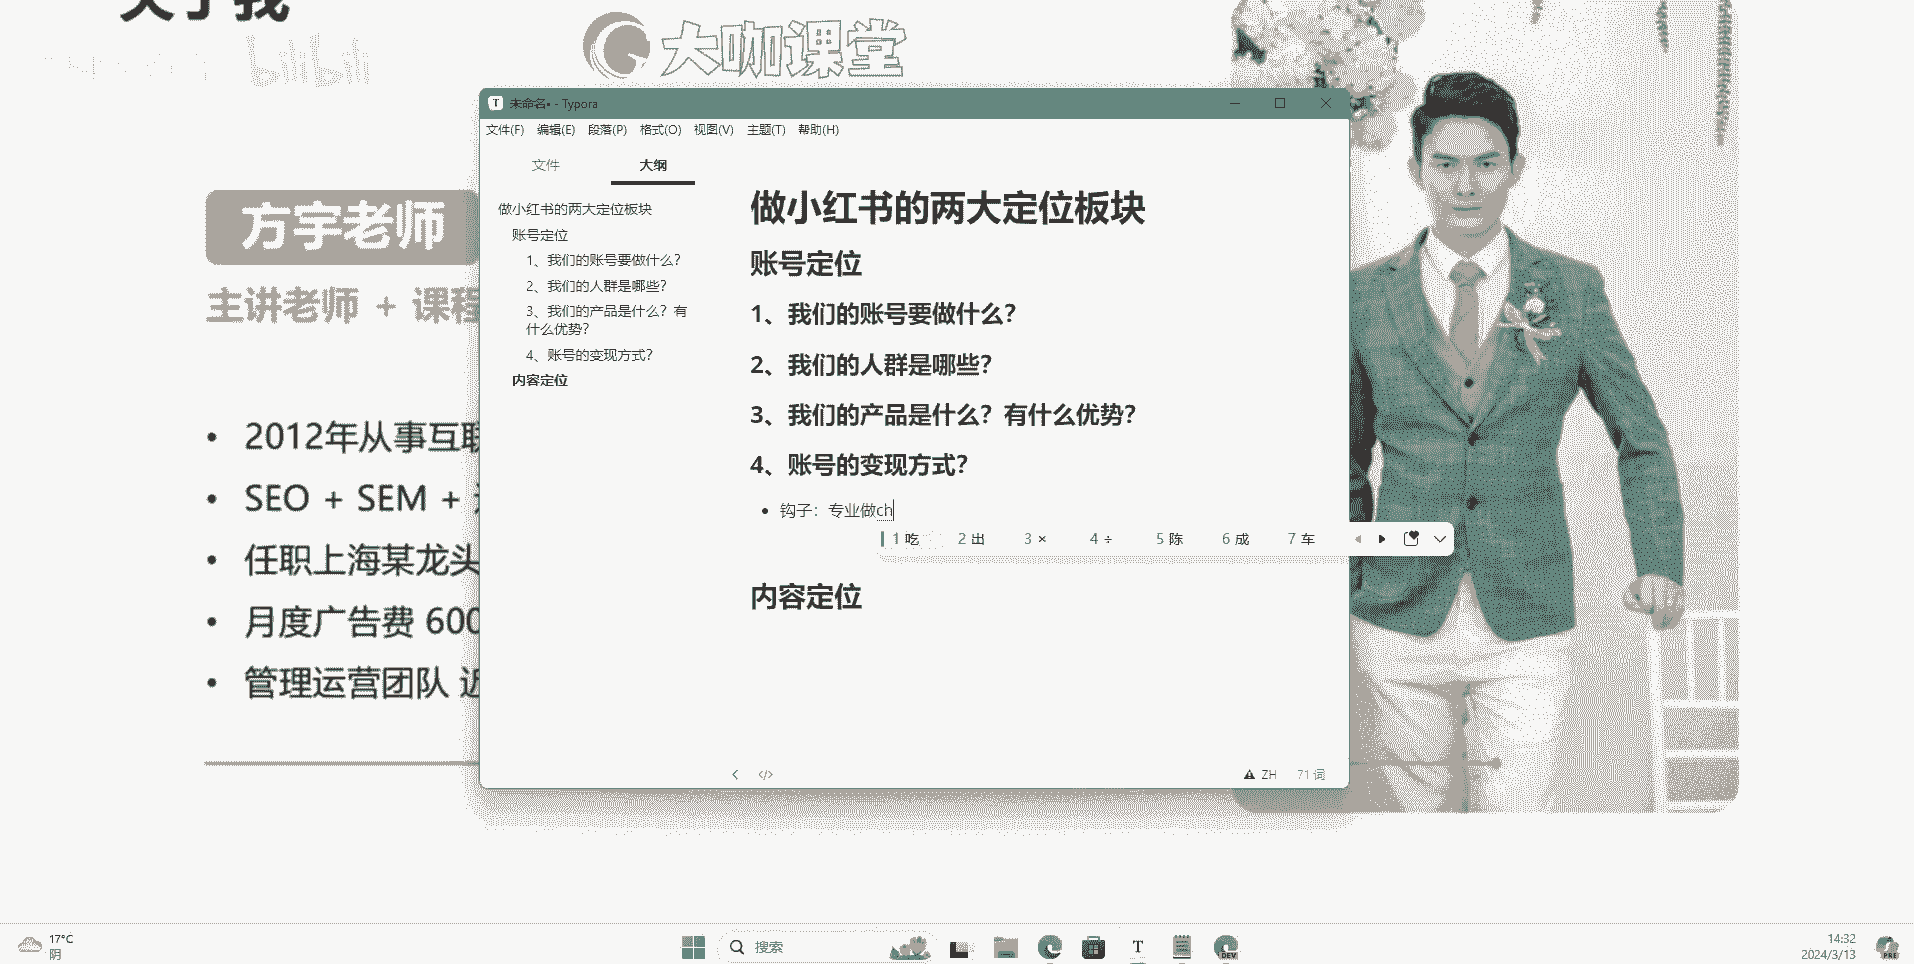 关于我
bilibili
大咖课堂
方宇老师
主讲老师 + 课程
2012年从事互联
SEO + SEM +
任职上海某龙头
月度广告费 600
管理运营团队 近
T 未命名• - Typora
文件(F) 编辑(E) 段落(P) 格式(O) 视图(V) 主题(T) 帮助(H)
文件 大纲
做小红书的两大定位板块
账号定位
1、我们的账号要做什么？
2、我们的人群是哪些？
3、我们的产品是什么？有
什么优势？
4、账号的变现方式？
内容定位
做小红书的两大定位板块
账号定位
1、我们的账号要做什么？
2、我们的人群是哪些？
3、我们的产品是什么？有什么优势？
4、账号的变现方式？
钩子：专业做ch
1 吃 2 出 3 × 4 ÷ 5 陈 6 成 7 车
内容定位
</> ZH 71 词
17°C
阴
搜索
T
DEV
14:32
2024/3/13
PRE